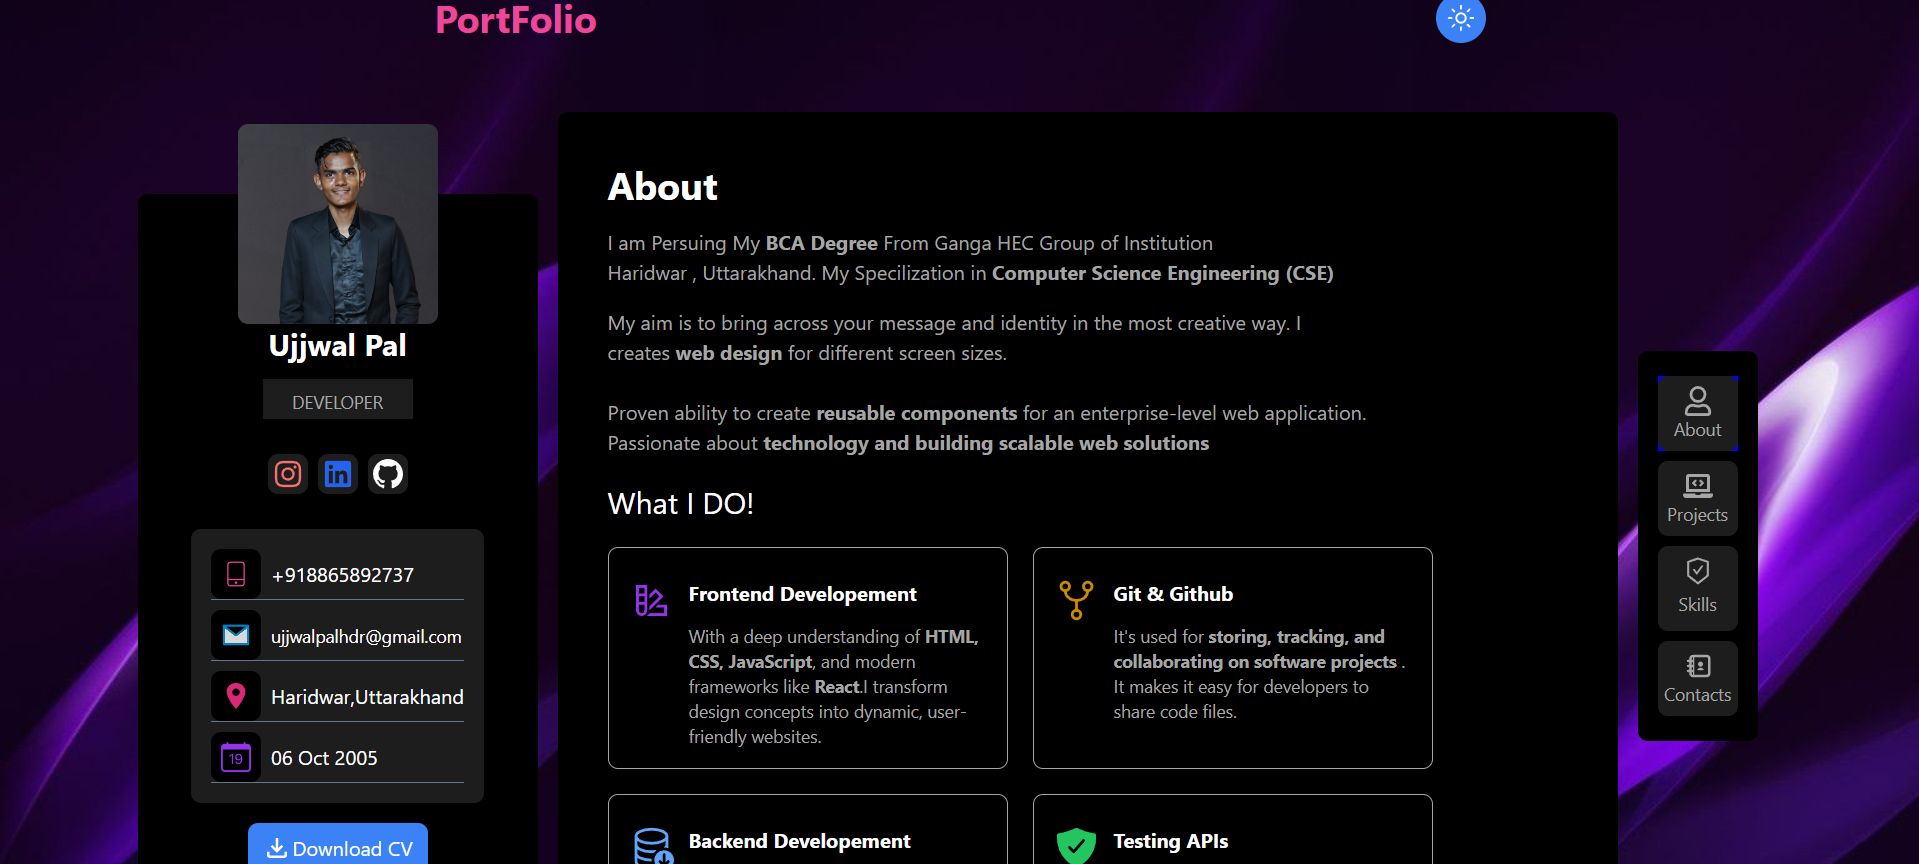 PortFolio
Ujjwal Pal
DEVELOPER
+918865892737
ujjwalpalhdr@gmail.com
Haridwar,Uttarakhand
19
06 Oct 2005
Download CV
About
I am Persuing My BCA Degree From Ganga HEC Group of Institution
Haridwar , Uttarakhand. My Specilization in Computer Science Engineering (CSE)
My aim is to bring across your message and identity in the most creative way. I
creates web design for different screen sizes.
Proven ability to create reusable components for an enterprise-level web application.
Passionate about technology and building scalable web solutions
What I DO!
Frontend Developement
With a deep understanding of HTML,
CSS, JavaScript, and modern
frameworks like React.I transform
design concepts into dynamic, user-
friendly websites.
Git & Github
It's used for storing, tracking, and
collaborating on software projects .
It makes it easy for developers to
share code files.
Backend Developement
Testing APIs
About
Projects
Skills
Contacts